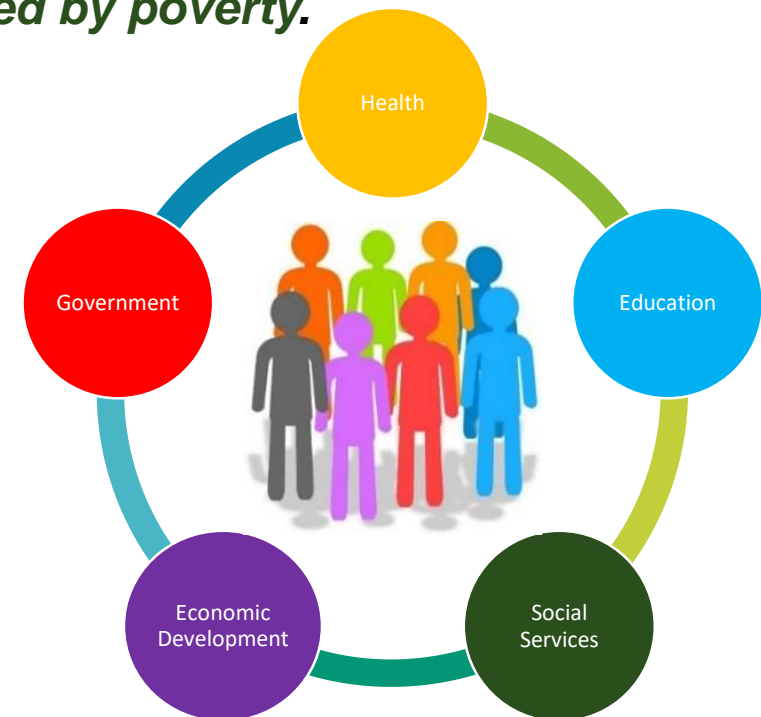 ed by poverty.
Health
Government
Education
Economic
Development
Social
Services